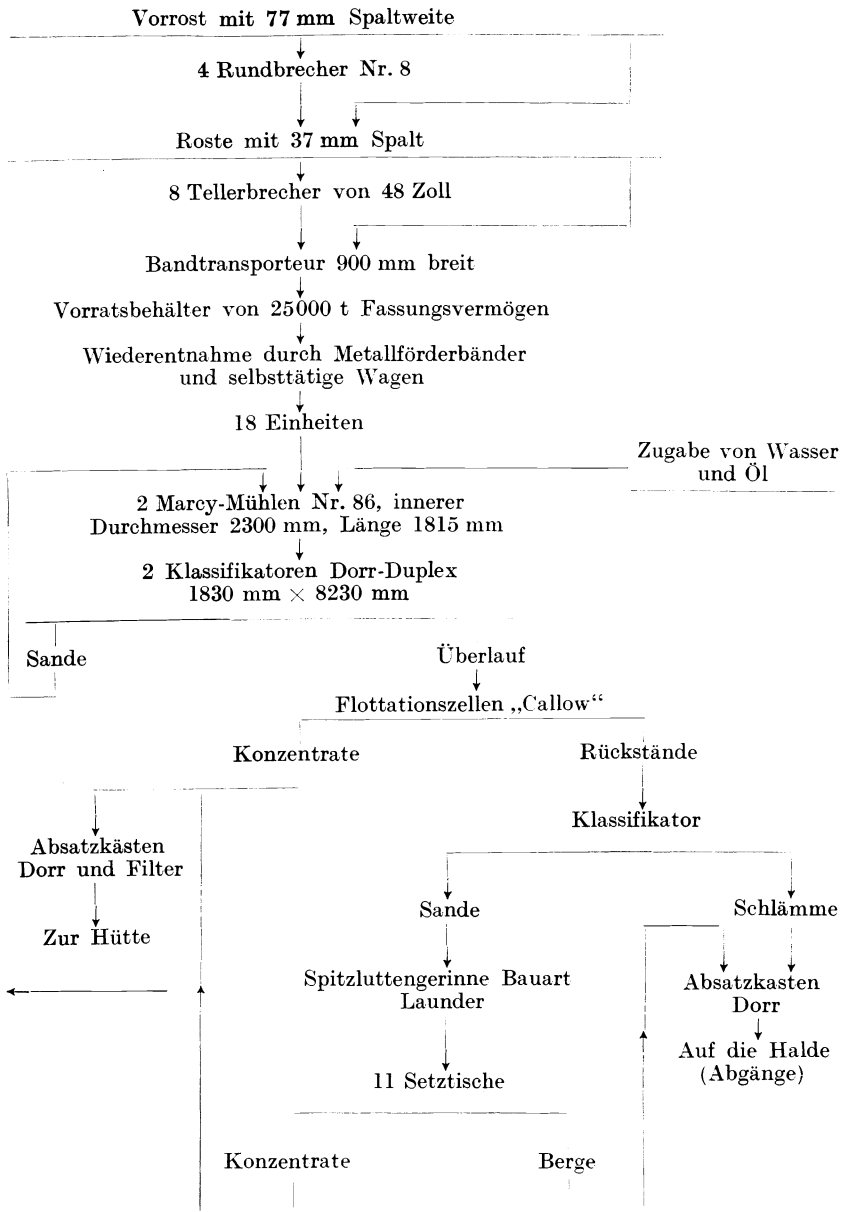 Vorrost mit 77 mm Spaltweite
4 Rundbrecher Nr. 8
Roste mit 37 mm Spalt
8 Tellerbrecher von 48 Zoll
Bandtransporteur 900 mm breit
Vorratsbehälter von 25000 t Fassungsvermögen
Wiederentnahme durch Metallförderbänder
und selbsttätige Wagen
18 Einheiten
Zugabe von Wasser
und Öl
2 Marcy-Mühlen Nr. 86, innerer
Durchmesser 2300 mm, Länge 1815 mm
2 Klassifikatoren Dorr-Duplex
1830 mm × 8230 mm
Sande
Überlauf
Flottationszellen „Callow“
Konzentrate
Rückstände
Klassifikator
Absatzkästen
Dorr und Filter
Sande
Schlämme
Zur Hütte
Spitzluttengerinne Bauart
Launder
Absatzkasten
Dorr
Auf die Halde
(Abgänge)
11 Setztische
Konzentrate
Berge